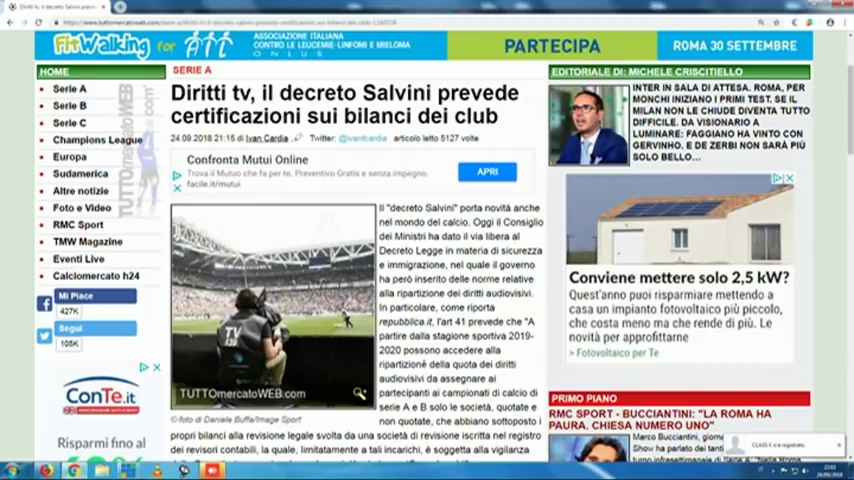 Diritti tv, il decreto Salvini preve
https://www.tuttomercatoweb.com/serie-a/diritti-tv-il-decreto-salvini-prevede-certificazioni-sui-bilanci-dei-club
FitWalking for AIL
ASSOCIAZIONE ITALIANA
CONTRO LE LEUCEMIE-LINFOMI E MIELOMA
ONLUS
PARTECIPA
ROMA 30 SETTEMBRE
HOME
Serie A
Serie B
Serie C
Champions League
Europa
Sudamerica
Altre notizie
Foto e Video
RMC Sport
TMW Magazine
Eventi Live
Calciomercato h24
TUTTOmercatoWEB
.com
Mi Piace
427K
Segui
105K
ConTe.it
Risparmi fino al
SERIE A
Diritti tv, il decreto Salvini prevede
certificazioni sui bilanci dei club
24.09.2018 21:15 di Ivan Cardia Twitter: @ivanfcardia articolo letto 5127 volte
Confronta Mutui Online
Trova il Mutuo che fa per te. Preventivo Gratis e senza impegno.
facile.it/mutui
APRI
TV
TUTTOmercatoWEB.com
© foto di Daniele Buffa/Image Sport
Il "decreto Salvini" porta novità anche
nel mondo del calcio. Oggi il Consiglio
dei Ministri ha dato il via libera al
Decreto Legge in materia di sicurezza
e immigrazione, nel quale il governo
ha però inserito delle norme relative
alla ripartizione dei diritti audiovisivi.
In particolare, come riporta
repubblica.it, l'art 41 prevede che "A
partire dalla stagione sportiva 2019-
2020 possono accedere alla
ripartizione della quota dei diritti
audiovisivi da assegnare ai
partecipanti ai campionati di calcio di
serie A e B solo le società, quotate e
non quotate, che abbiano sottoposto i
propri bilanci alla revisione legale svolta da una società di revisione iscritta nel registro
dei revisori contabili, la quale, limitatamente a tali incarichi, è soggetta alla vigilanza
EDITORIALE DI: MICHELE CRISCITIELLO
INTER IN SALA DI ATTESA. ROMA, PER
MONCHI INIZIANO I PRIMI TEST. SE IL
MILAN NON LE CHIUDE DIVENTA TUTTO
DIFFICILE. DA VISIONARIO A
LUMINARE: FAGGIANO HA VINTO CON
GERVINHO. E DE ZERBI NON SARÀ PIÙ
SOLO BELLO...
Conviene mettere solo 2,5 kW?
Quest'anno puoi risparmiare mettendo a
casa un impianto fotovoltaico più piccolo,
che costa meno ma che rende di più. Le
novità per approfittarne
> Fotovoltaico per Te
PRIMO PIANO
RMC SPORT - BUCCIANTINI: "LA ROMA HA
PAURA. CHIESA NUMERO UNO"
Marco Bucciantini,
Show ha parlato dei
IT
22:02
24/09/2018